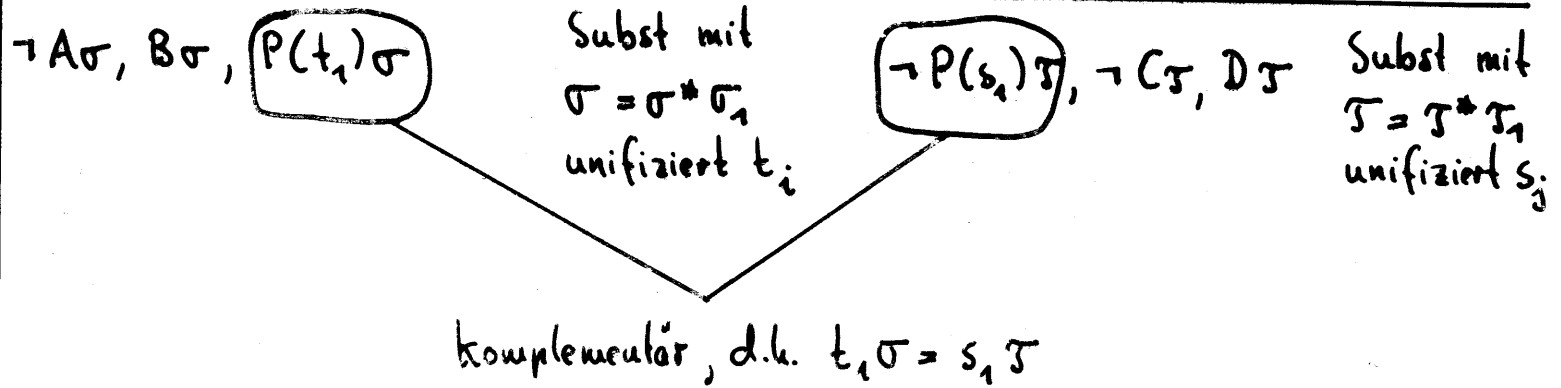 ¬Aσ, Bσ, P(t₁)σ
Subst mit
σ = σ* σ₁
unifiziert tᵢ
¬P(s₁)τ, ¬Cτ, Dτ
Subst mit
τ = τ* τ₁
unifiziert sⱼ
komplementär, d.h. t₁σ = s₁τ